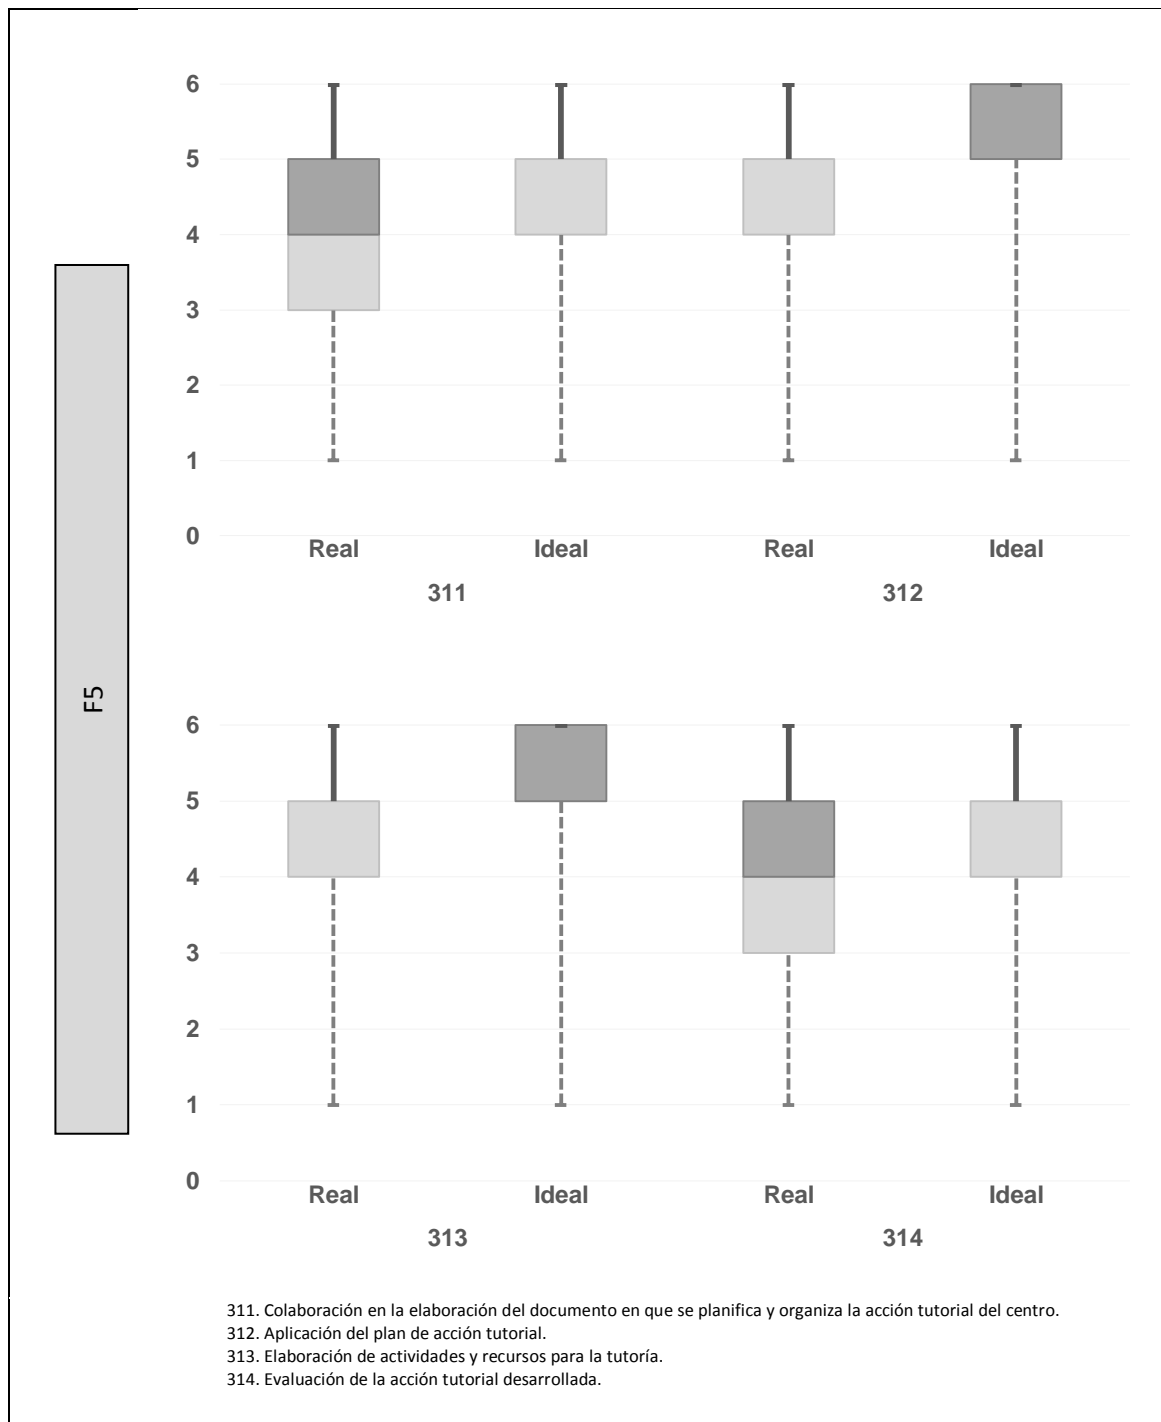 6
5
4
3
2
1
0
Real Ideal Real Ideal
311 312
F5
6
5
4
3
2
1
0
Real Ideal Real Ideal
313 314
311. Colaboración en la elaboración del documento en que se planifica y organiza la acción tutorial del centro.
312. Aplicación del plan de acción tutorial.
313. Elaboración de actividades y recursos para la tutoría.
314. Evaluación de la acción tutorial desarrollada.